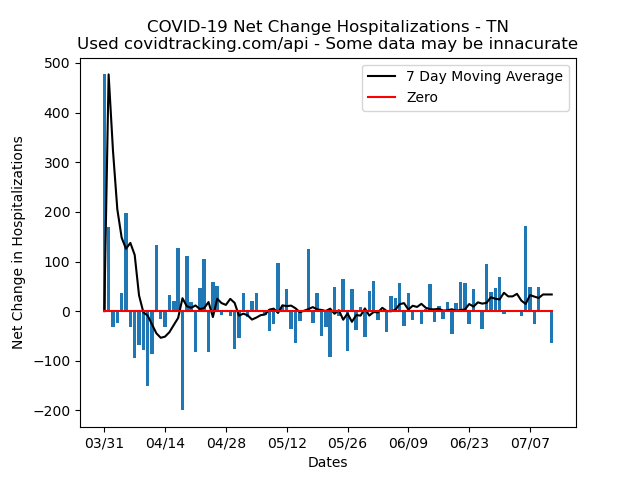 COVID-19 Net Change Hospitalizations - TN
Used covidtracking.com/api - Some data may be innacurate
7 Day Moving Average
Zero
Net Change in Hospitalizations
500
400
300
200
100
0
−100
−200
03/31 04/14 04/28 05/12 05/26 06/09 06/23 07/07
Dates